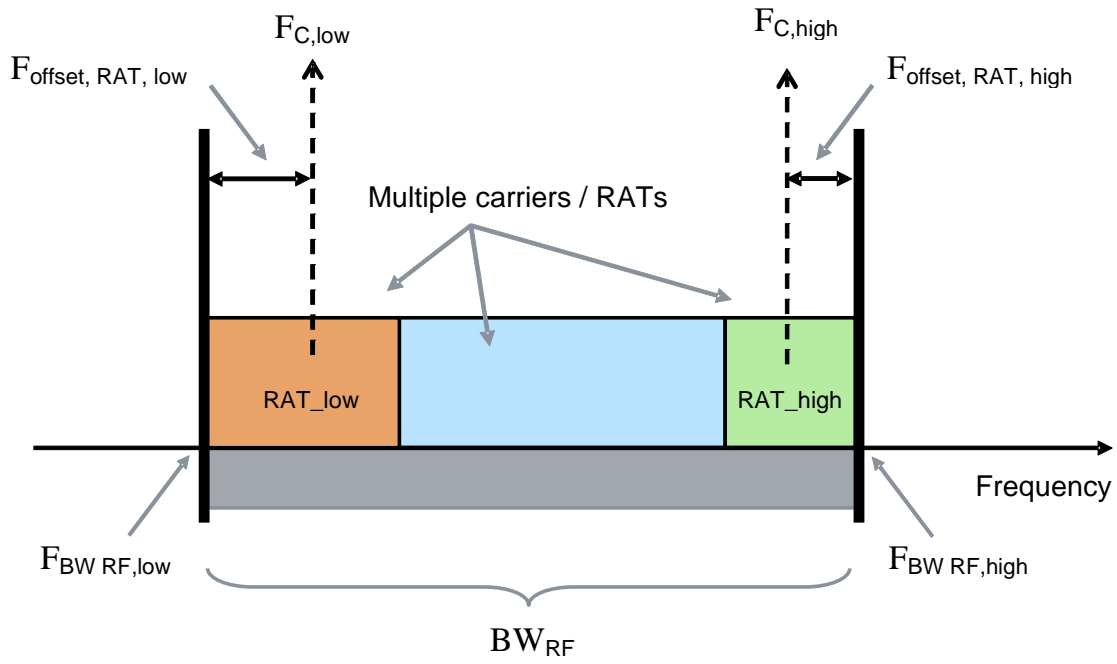 F_C,low
F_C,high
F_offset, RAT, low
F_offset, RAT, high
Multiple carriers / RATs
RAT_low
RAT_high
Frequency
F_BW RF,low
F_BW RF,high
BW_RF